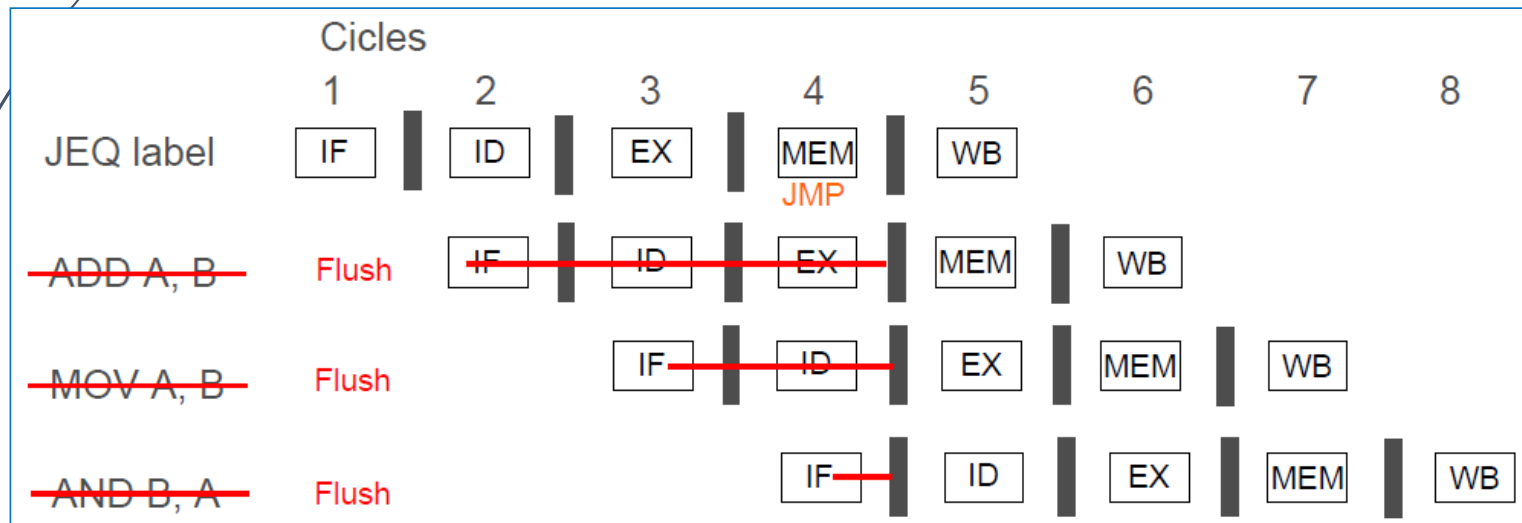 Cicles
1 2 3 4 5 6 7 8
JEQ label IF ID EX MEM WB
JMP
ADD A, B Flush IF ID EX MEM WB
MOV A, B Flush IF ID EX MEM WB
AND B, A Flush IF ID EX MEM WB